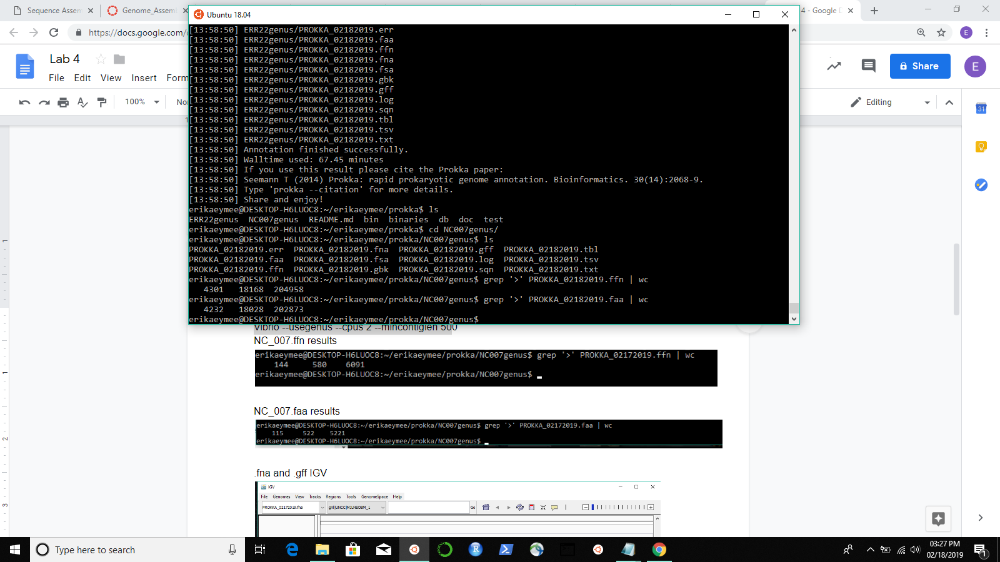 Sequence Assem
Genome_Assem
4 - Google D
Ubuntu 18.04
https://docs.google.com/
E
Lab 4
File Edit View Insert Form
Share
E
100%
Editing
31
[13:58:50] ERR22genus/PROKKA_02182019.err
[13:58:50] ERR22genus/PROKKA_02182019.faa
[13:58:50] ERR22genus/PROKKA_02182019.ffn
[13:58:50] ERR22genus/PROKKA_02182019.fna
[13:58:50] ERR22genus/PROKKA_02182019.fsa
[13:58:50] ERR22genus/PROKKA_02182019.gbk
[13:58:50] ERR22genus/PROKKA_02182019.gff
[13:58:50] ERR22genus/PROKKA_02182019.log
[13:58:50] ERR22genus/PROKKA_02182019.sqn
[13:58:50] ERR22genus/PROKKA_02182019.tbl
[13:58:50] ERR22genus/PROKKA_02182019.tsv
[13:58:50] ERR22genus/PROKKA_02182019.txt
[13:58:50] Annotation finished successfully.
[13:58:50] Walltime used: 67.45 minutes
[13:58:50] If you use this result please cite the Prokka paper:
[13:58:50] Seemann T (2014) Prokka: rapid prokaryotic genome annotation. Bioinformatics. 30(14):2068-9.
[13:58:50] Type 'prokka --citation' for more details.
[13:58:50] Share and enjoy!
erikaeymee@DESKTOP-H6LUOC8:~/erikaeymee/prokka$ ls
ERR22genus NC007genus README.md bin binaries db doc test
erikaeymee@DESKTOP-H6LUOC8:~/erikaeymee/prokka$ cd NC007genus/
erikaeymee@DESKTOP-H6LUOC8:~/erikaeymee/prokka/NC007genus$ ls
PROKKA_02182019.err PROKKA_02182019.fna PROKKA_02182019.gff PROKKA_02182019.tbl
PROKKA_02182019.faa PROKKA_02182019.fsa PROKKA_02182019.log PROKKA_02182019.tsv
PROKKA_02182019.ffn PROKKA_02182019.gbk PROKKA_02182019.sqn PROKKA_02182019.txt
erikaeymee@DESKTOP-H6LUOC8:~/erikaeymee/prokka/NC007genus$ grep '>' PROKKA_02182019.ffn | wc
4301 18168 204958
erikaeymee@DESKTOP-H6LUOC8:~/erikaeymee/prokka/NC007genus$ grep '>' PROKKA_02182019.faa | wc
4232 18028 202873
erikaeymee@DESKTOP-H6LUOC8:~/erikaeymee/prokka/NC007genus$
Vibrio --usegenus --cpus 2 --mincontiglen 500
NC_007.ffn results
erikaeymee@DESKTOP-H6LUOC8:~/erikaeymee/prokka/NC007genus$ grep '>' PROKKA_02172019.ffn | wc
144 580 6091
erikaeymee@DESKTOP-H6LUOC8:~/erikaeymee/prokka/NC007genus$
NC_007.faa results
erikaeymee@DESKTOP-H6LUOC8:~/erikaeymee/prokka/NC007genus$ grep '>' PROKKA_02172019.faa | wc
115 522 5221
erikaeymee@DESKTOP-H6LUOC8:~/erikaeymee/prokka/NC007genus$
.fna and .gff IGV
IGV
File Genomes View Tracks Regions Tools GenomeSpace Help
PROKKA_02172019.fna
Go
Type here to search
03:27 PM
02/18/2019
1